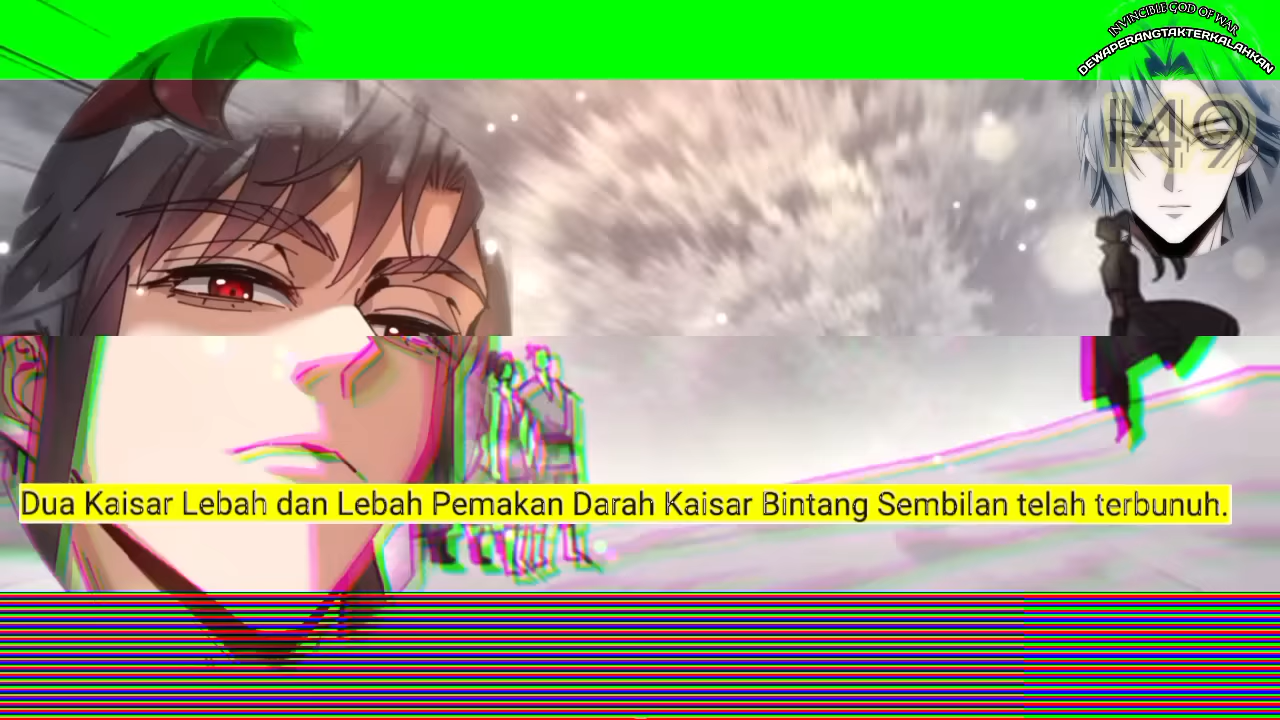 INVINCIBLE GOD OF WAR
DEWAPERANGTAKTERKALAHKAN
149
Dua Kaisar Lebah dan Lebah Pemakan Darah Kaisar Bintang Sembilan telah terbunuh.